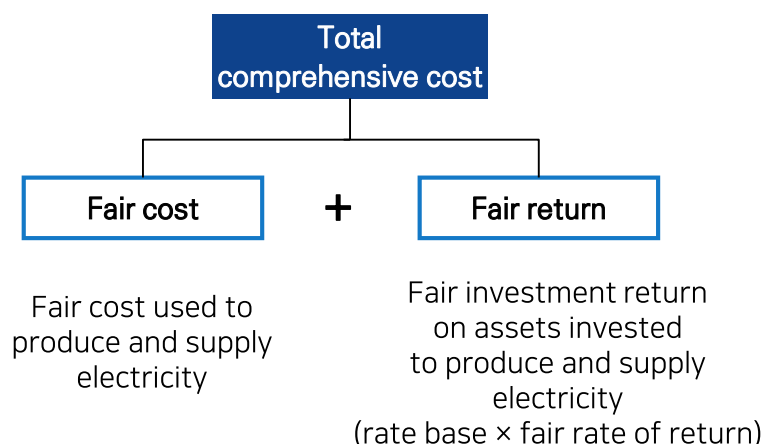 Total
comprehensive cost
Fair cost
+
Fair return
Fair cost used to
produce and supply
electricity
Fair investment return
on assets invested
to produce and supply
electricity
(rate base × fair rate of return)